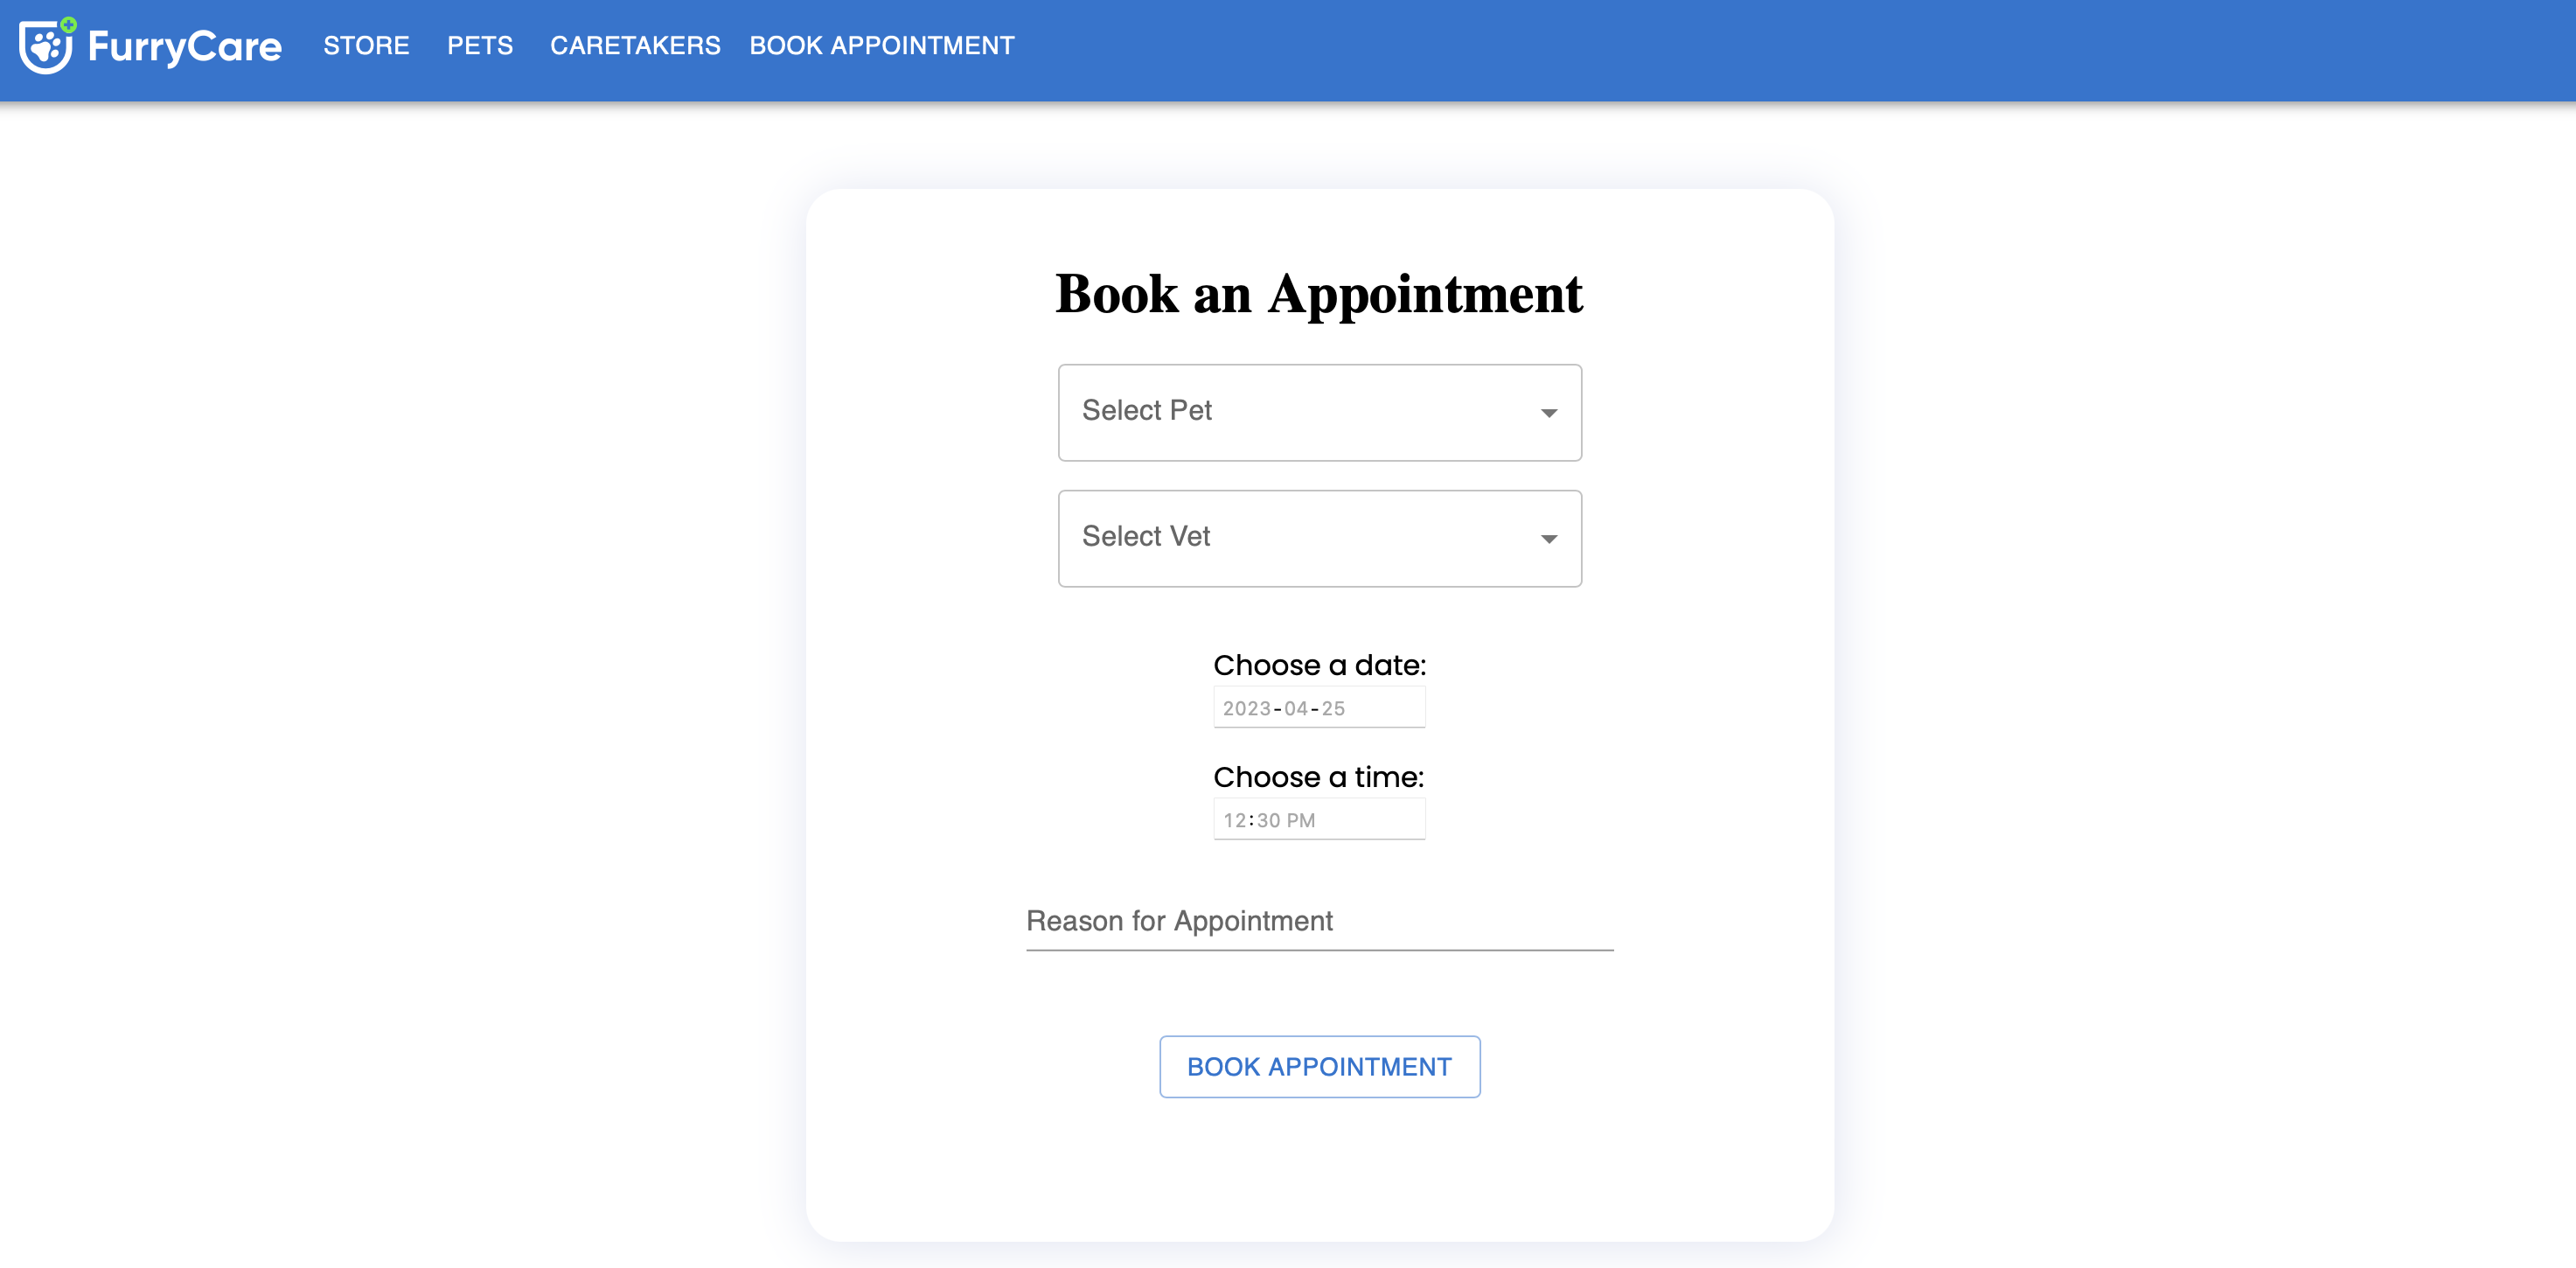 FurryCare STORE PETS CARETAKERS BOOK APPOINTMENT
Book an Appointment
Select Pet
Select Vet
Choose a date:
2023-04-25
Choose a time:
12:30 PM
Reason for Appointment
BOOK APPOINTMENT